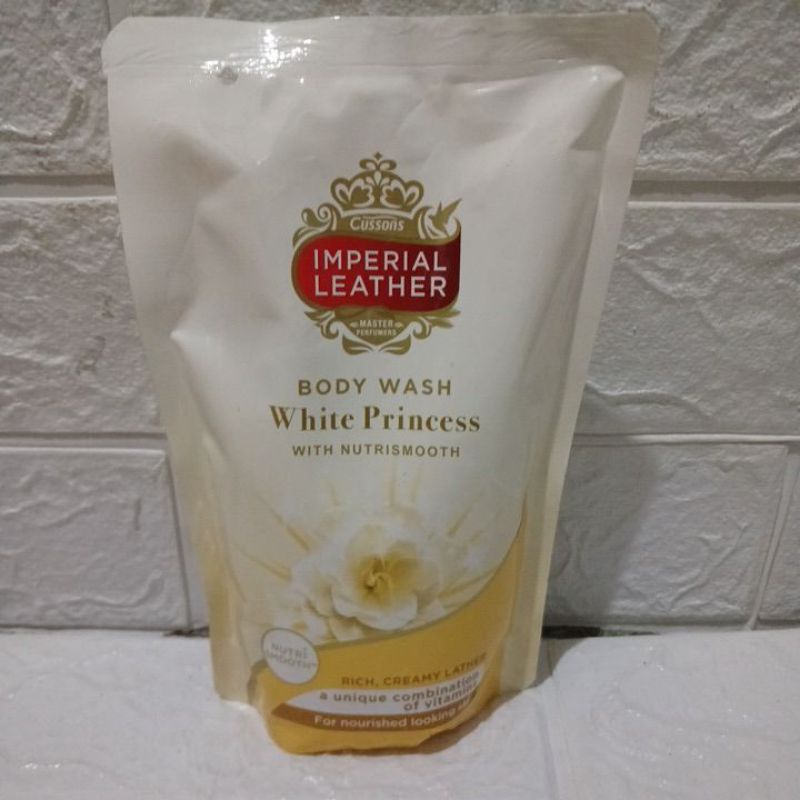 Cussons
IMPERIAL
LEATHER
MASTER
PERFUMERS
BODY WASH
White Princess
WITH NUTRISMOOTH
NUTRI
SMOOTH™
RICH, CREAMY LATHER
a unique combination
of vitamins
For nourished looking